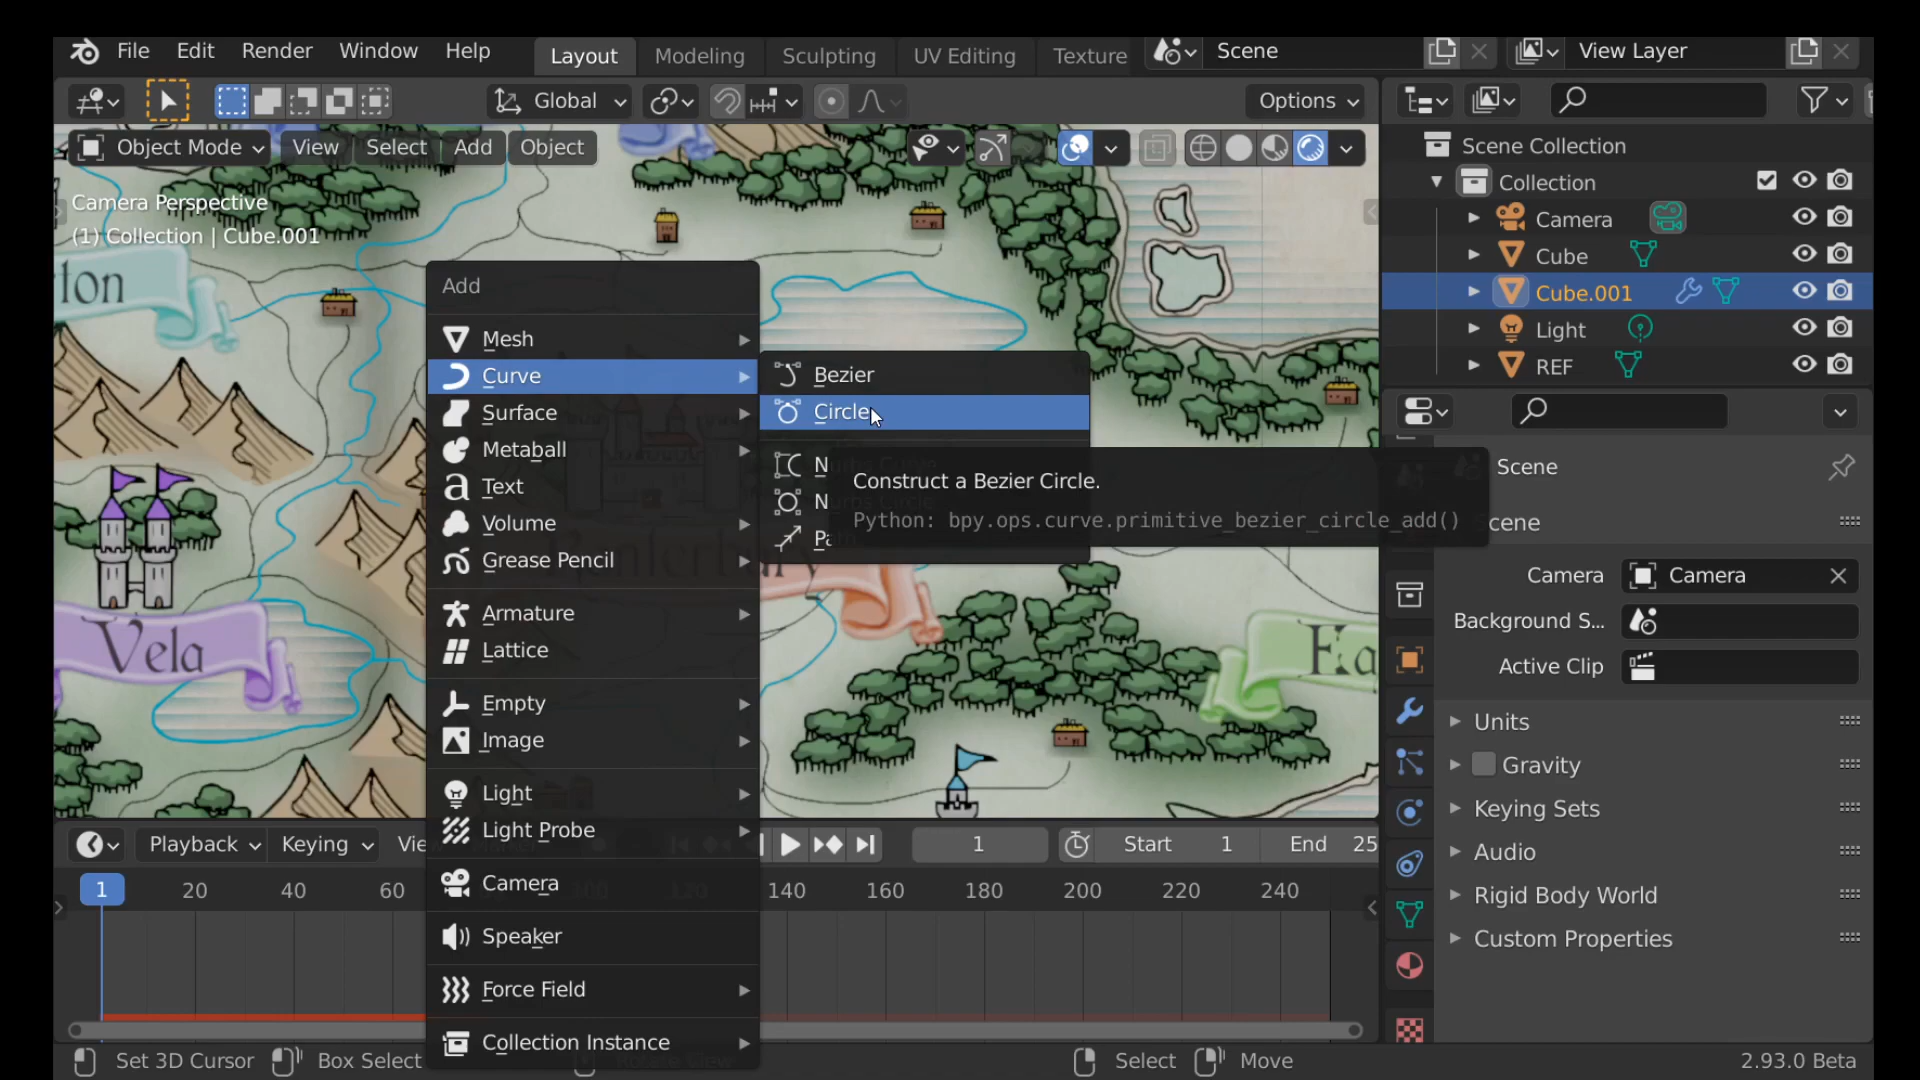 File Edit Render Window Help Layout Modeling Sculpting UV Editing Texture Scene View Layer
Global Options
Object Mode View Select Add Object
Camera Perspective
(1) Collection | Cube.001
Add
Mesh
Curve
Surface
Metaball
Text
Volume
Grease Pencil
Armature
Lattice
Empty
Image
Light
Light Probe
Camera
Speaker
Force Field
Collection Instance
Bezier
Circle
Construct a Bezier Circle.
Python: bpy.ops.curve.primitive_bezier_circle_add()
Vela
Scene Collection
Collection
Camera
Cube
Cube.001
Light
REF
Scene
Camera Camera
Background S...
Active Clip
Units
Gravity
Keying Sets
Audio
Rigid Body World
Custom Properties
Playback Keying 1 Start 1 End
1 20 40 60 140 160 180 200 220 240
Set 3D Cursor Box Select Select Move 2.93.0 Beta